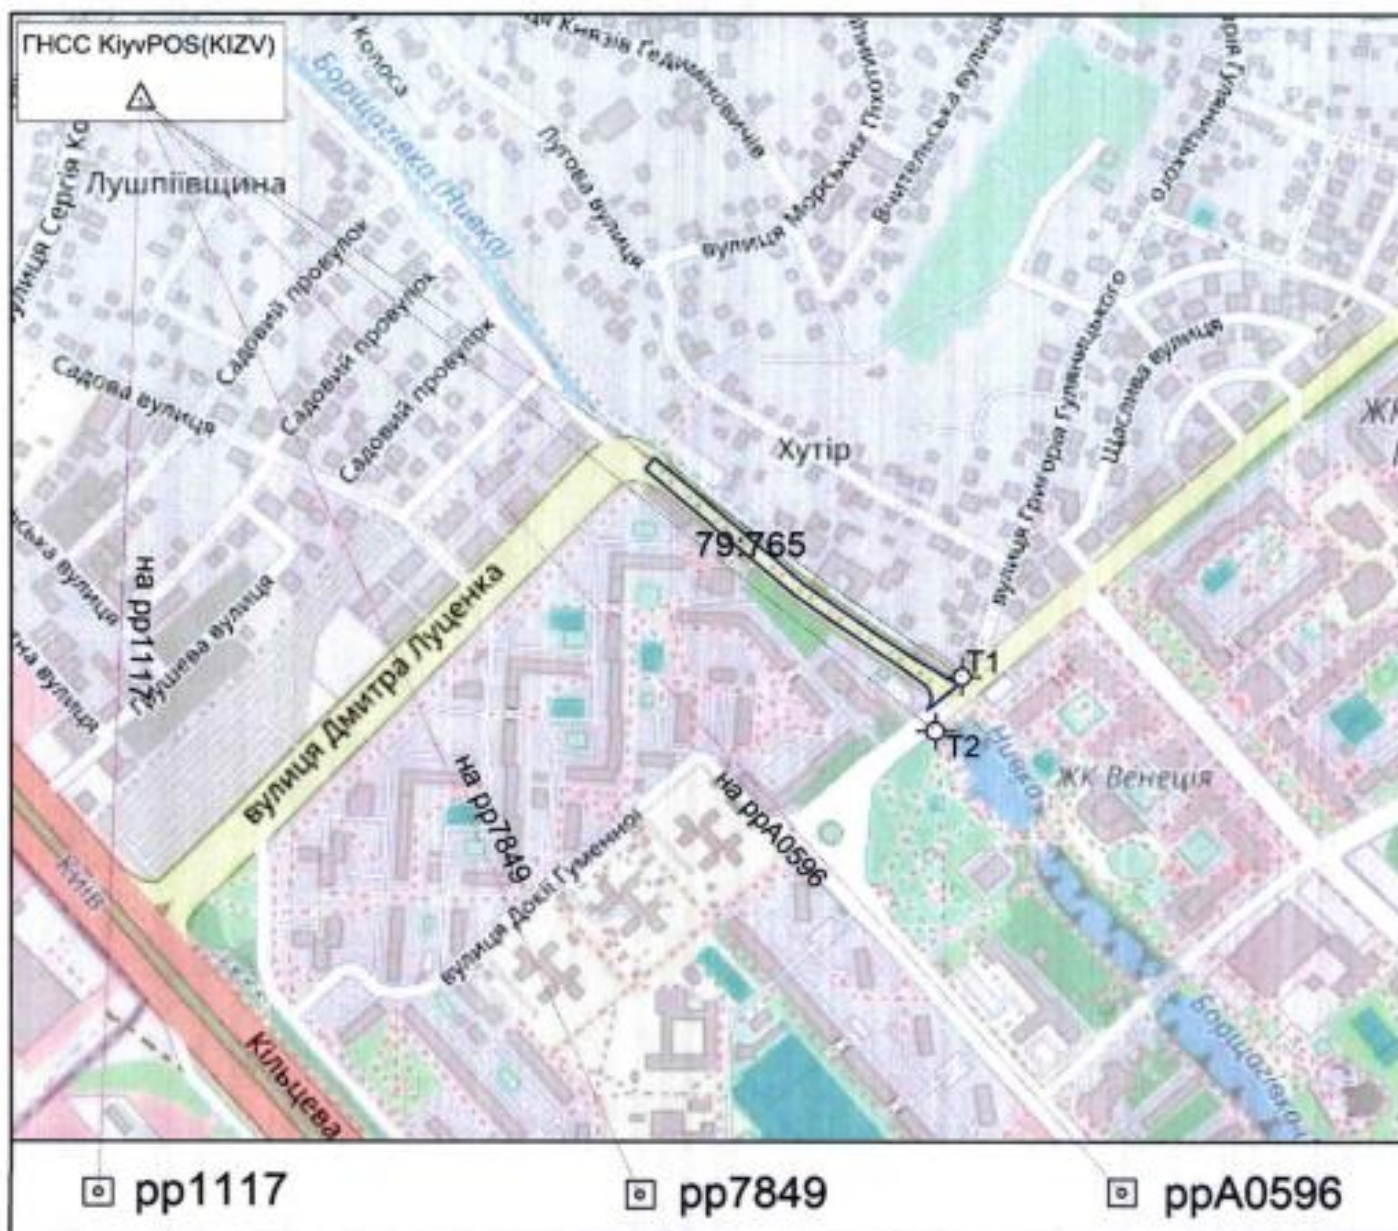 ГНСС KiyvPOS(KIZV)
Лушпіївщина
вулиця Князів Гедиміновичів
Борщагівка (Нивка)
Лугова вулиця
вулиця Морських Піхотинців
Вчительська вулиця
Садовий провулок
Садовий провулок
Садовий провулок
Садова вулиця
Хутір
вулиця Григорія Гуляницького
Щаслива вулиця
ЖК
79:765
на pp1117
вулиця Дмитра Луценка
T1
T2
Нивка
ЖК Венеція
на pp7849
на ppA0596
вулиця Докії Гуменної
Київ
Кільцева
Борщагівка
pp1117
pp7849
ppA0596